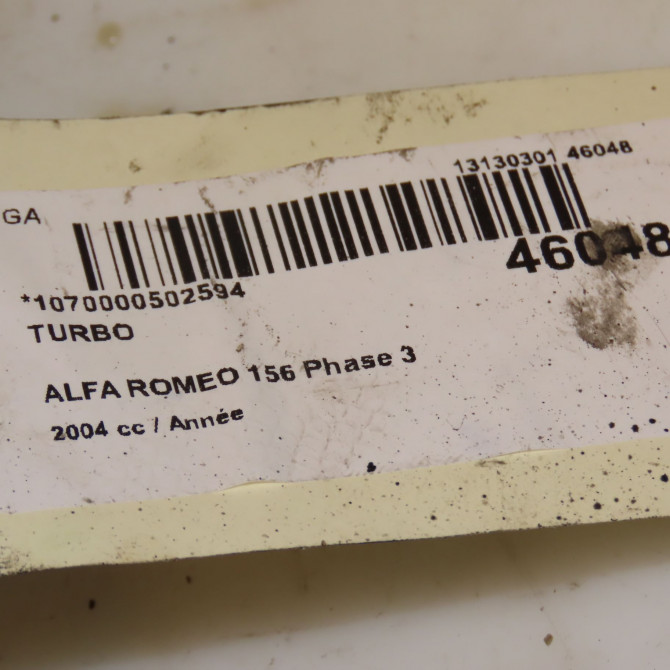 13130301 46048
GA
46048
*1070000502594
TURBO
ALFA ROMEO 156 Phase 3
2004 cc / Année